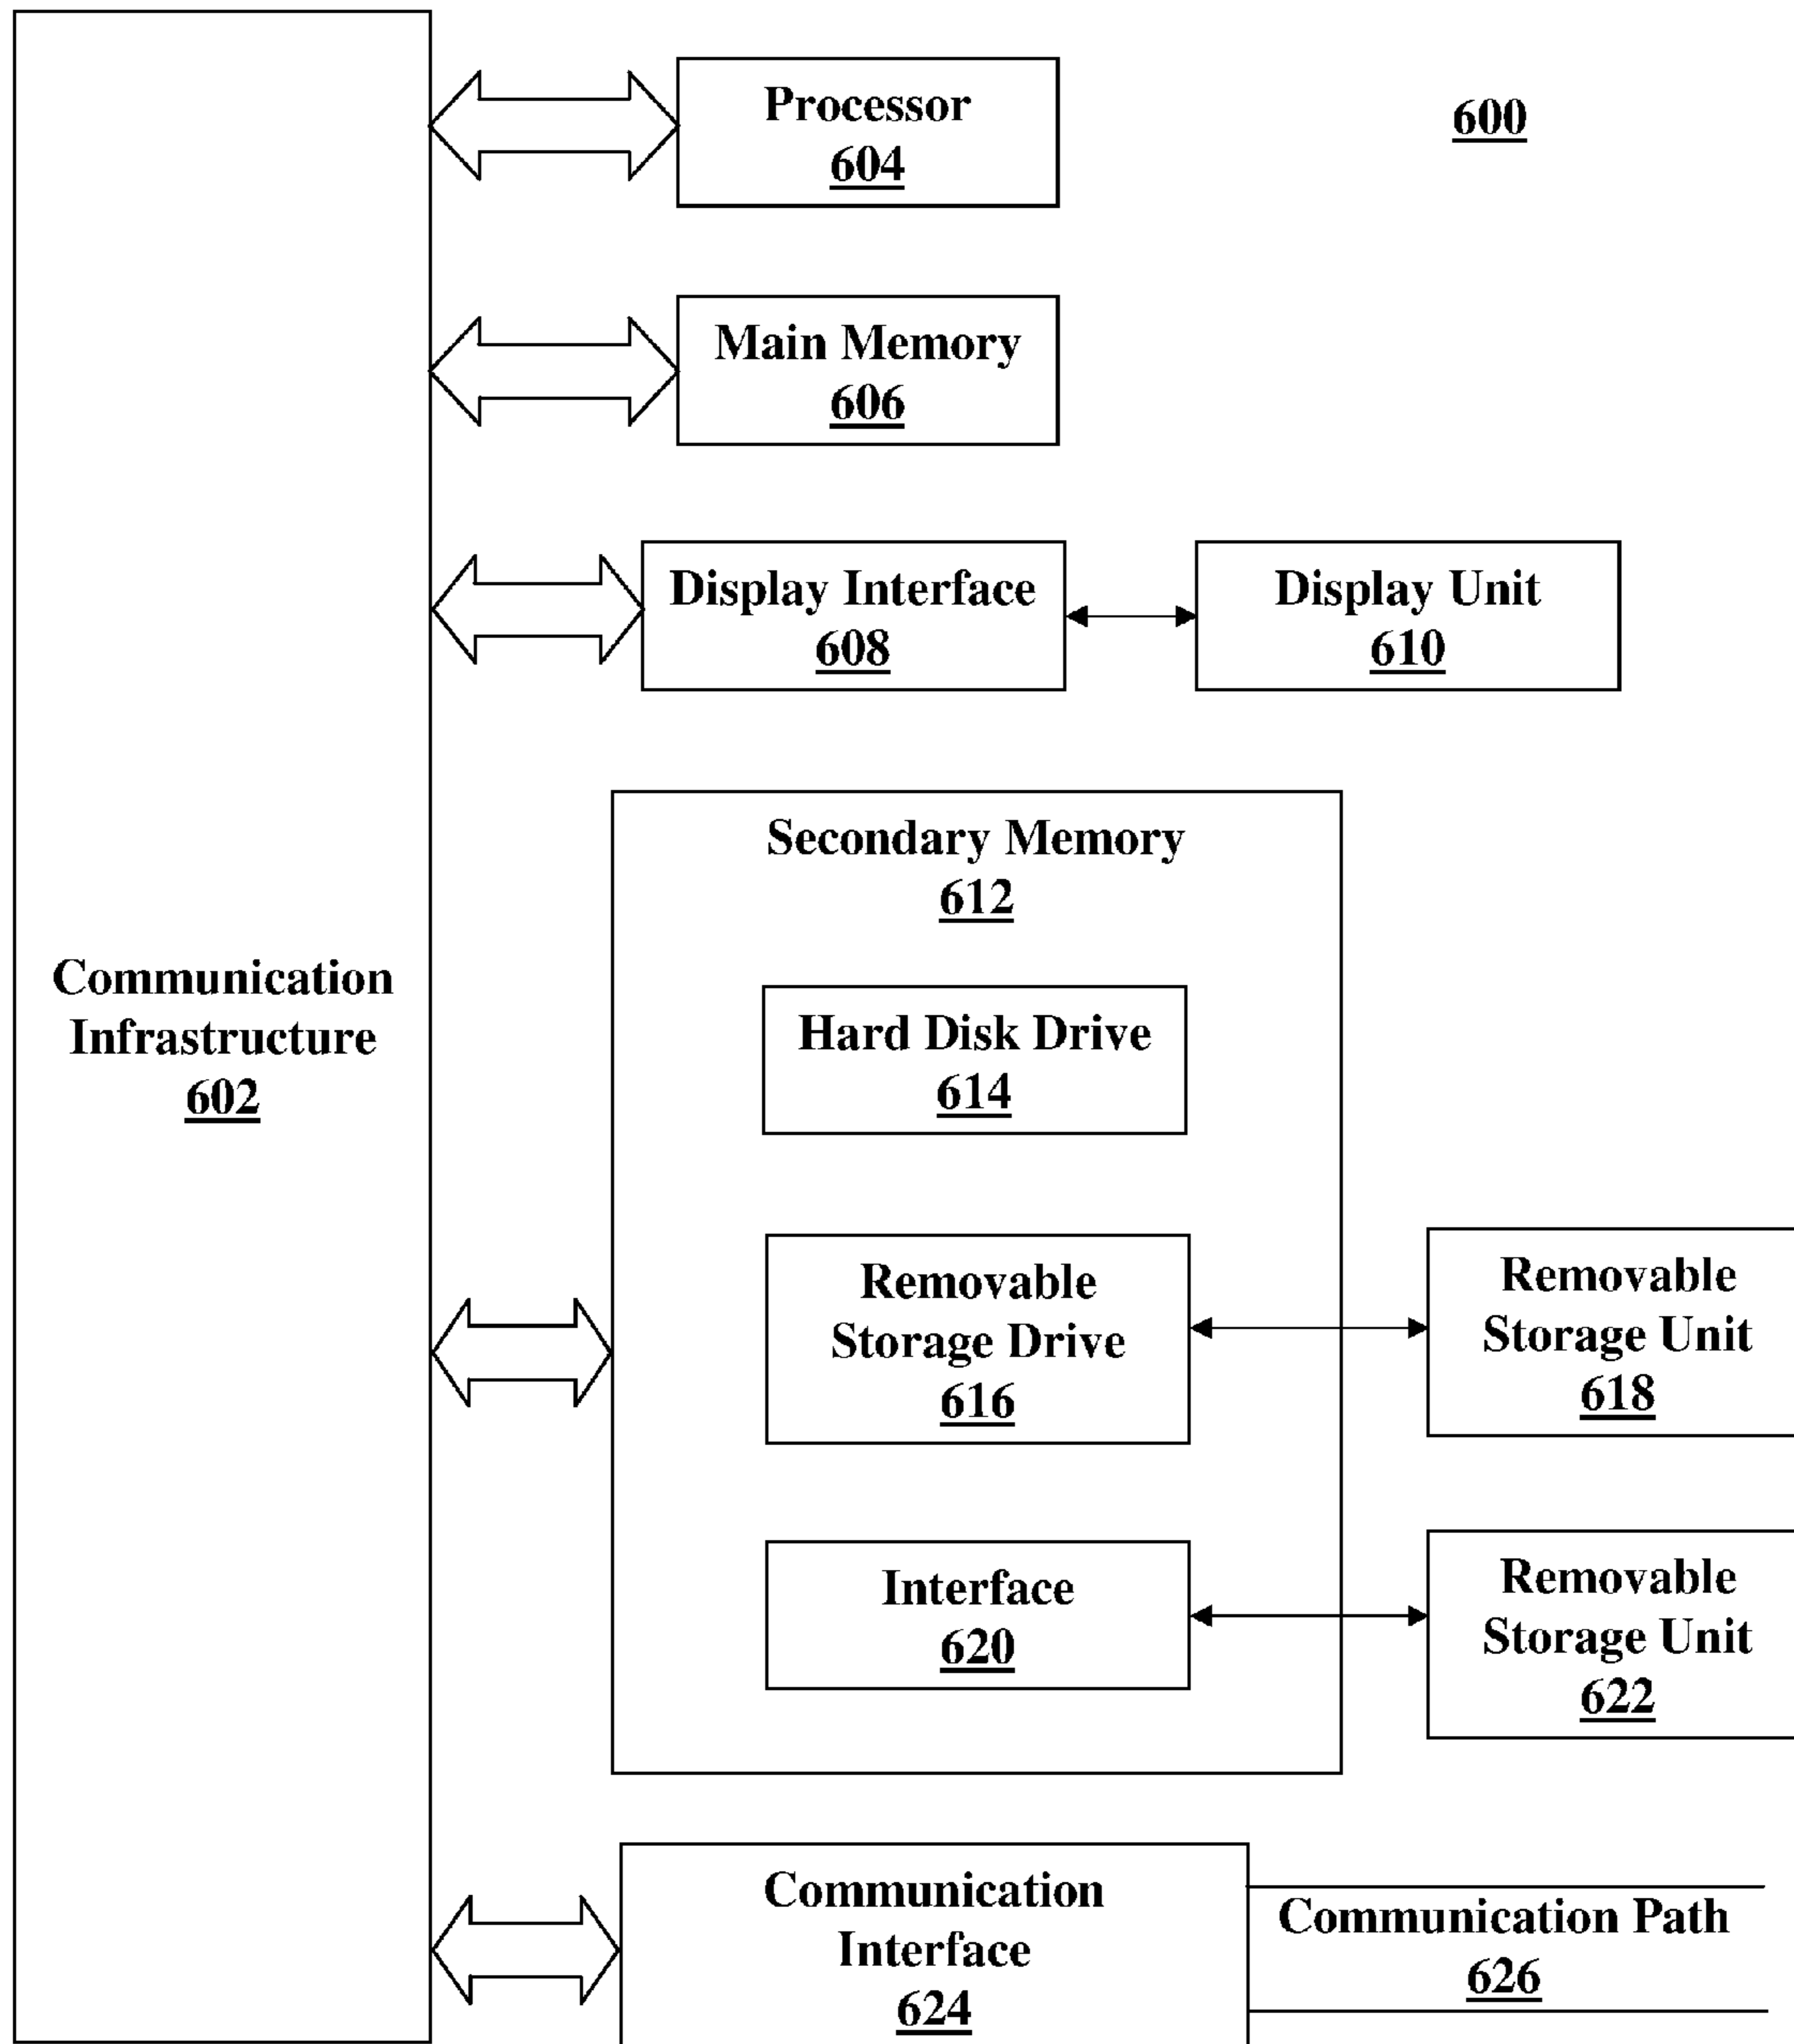 Processor
604
600
Main Memory
606
Display Interface
608
Display Unit
610
Secondary Memory
612
Communication
Infrastructure
602
Hard Disk Drive
614
Removable
Storage Drive
616
Removable
Storage Unit
618
Interface
620
Removable
Storage Unit
622
Communication
Interface
624
Communication Path
626